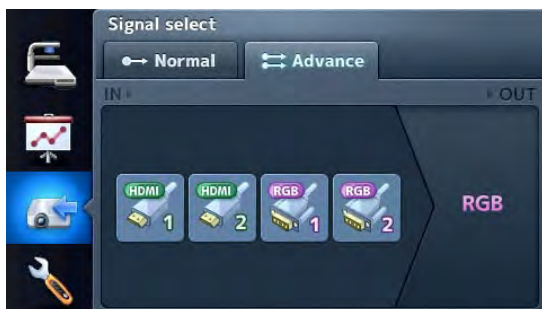 Signal select
Normal
Advance
IN
OUT
HDMI 1
HDMI 2
RGB 1
RGB 2
RGB